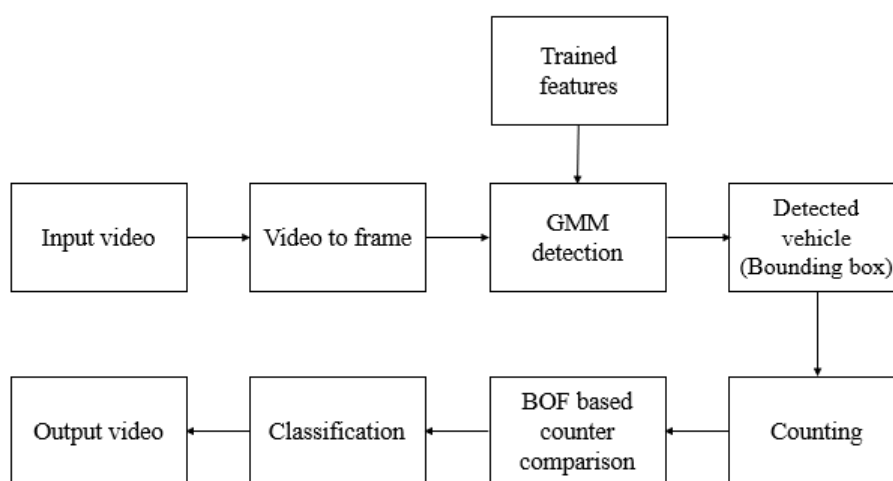 Trained
features
Input video
Video to frame
GMM
detection
Detected
vehicle
(Bounding box)
Output video
Classification
BOF based
counter
comparison
Counting